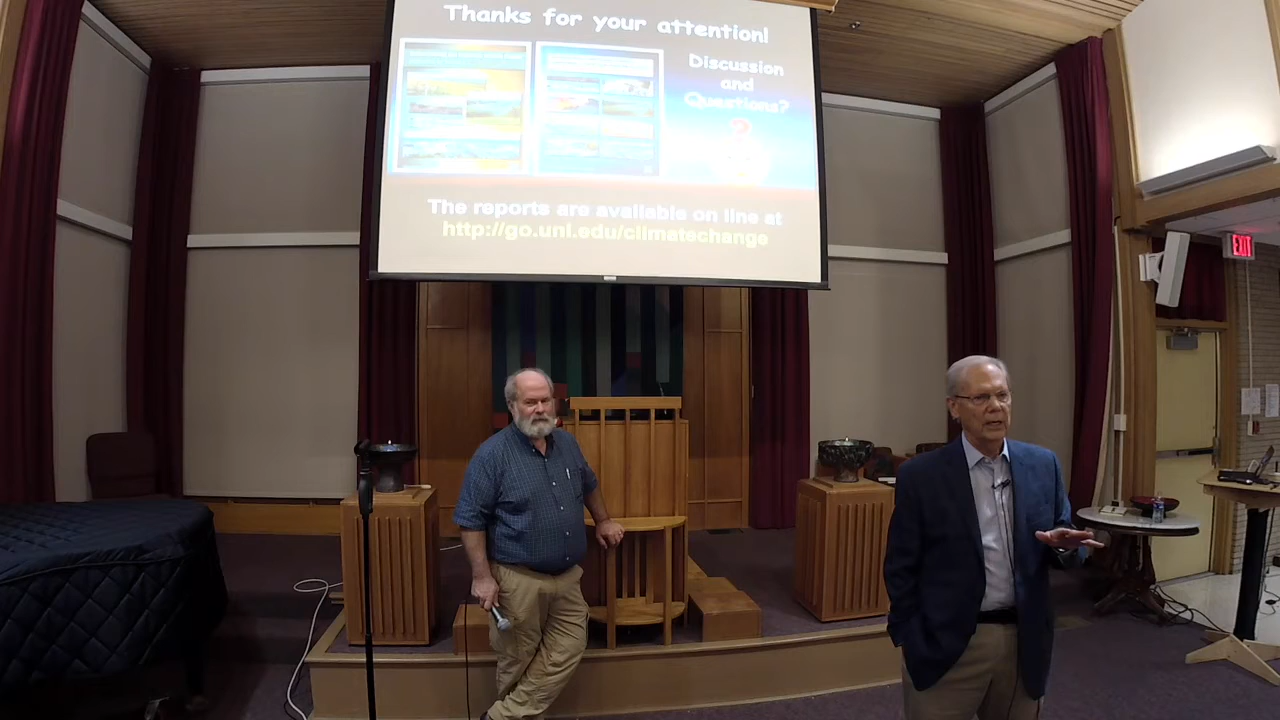 Thanks for your attention!
Discussion
and
Questions?
The reports are available on line at
http://go.unl.edu/climatechange
EXIT